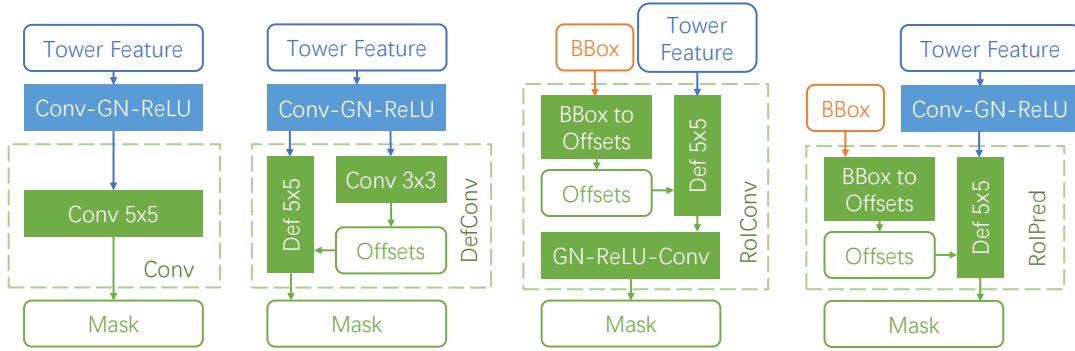 Tower Feature
Conv-GN-ReLU
Conv 5x5
Conv
Mask
Tower Feature
Conv-GN-ReLU
Def 5x5
Conv 3x3
Offsets
DefConv
Mask
BBox
Tower
Feature
BBox to
Offsets
Def 5x5
Offsets
GN-ReLU-Conv
RoIConv
Mask
Tower Feature
BBox
Conv-GN-ReLU
BBox to
Offsets
Def 5x5
Offsets
RoIPred
Mask